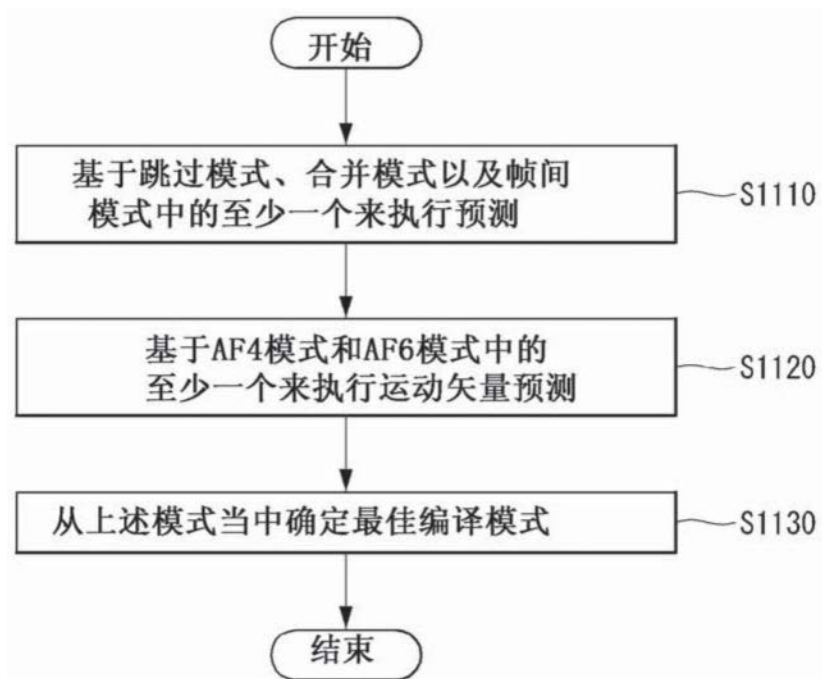 开始
基于跳过模式、合并模式以及帧间
模式中的至少一个来执行预测
S1110
基于AF4模式和AF6模式中的
至少一个来执行运动矢量预测
S1120
从上述模式当中确定最佳编译模式
S1130
结束